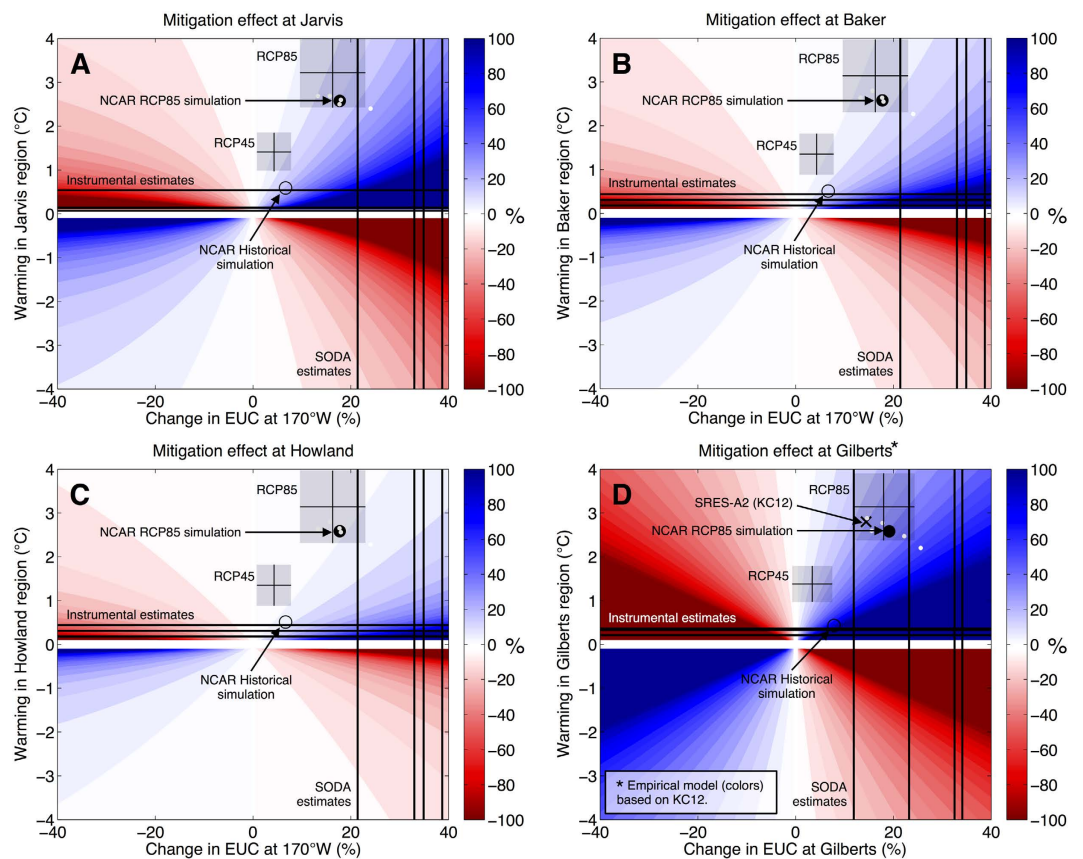 Mitigation effect at Jarvis
A
RCP85
NCAR RCP85 simulation
RCP45
Instrumental estimates
NCAR Historical
simulation
SODA
estimates
4
3
2
1
0
−1
−2
−3
−4
−40
−20
0
20
40
Warming in Jarvis region (°C)
Change in EUC at 170°W (%)
100
80
60
40
20
0
−20
−40
−60
−80
−100
%
Mitigation effect at Baker
B
RCP85
NCAR RCP85 simulation
RCP45
Instrumental estimates
NCAR Historical
simulation
SODA
estimates
4
3
2
1
0
−1
−2
−3
−4
−40
−20
0
20
40
Warming in Baker region (°C)
Change in EUC at 170°W (%)
100
80
60
40
20
0
−20
−40
−60
−80
−100
%
Mitigation effect at Howland
C
RCP85
NCAR RCP85 simulation
RCP45
Instrumental estimates
NCAR Historical
simulation
SODA
estimates
4
3
2
1
0
−1
−2
−3
−4
−40
−20
0
20
40
Warming in Howland region (°C)
Change in EUC at 170°W (%)
100
80
60
40
20
0
−20
−40
−60
−80
−100
%
Mitigation effect at Gilberts*
D
RCP85
SRES-A2 (KC12)
NCAR RCP85 simulation
RCP45
Instrumental estimates
NCAR Historical
simulation
* Empirical model (colors)
based on KC12.
SODA
estimates
4
3
2
1
0
−1
−2
−3
−4
−40
−20
0
20
40
Warming in Gilberts region (°C)
Change in EUC at Gilberts (%)
100
80
60
40
20
0
−20
−40
−60
−80
−100
%